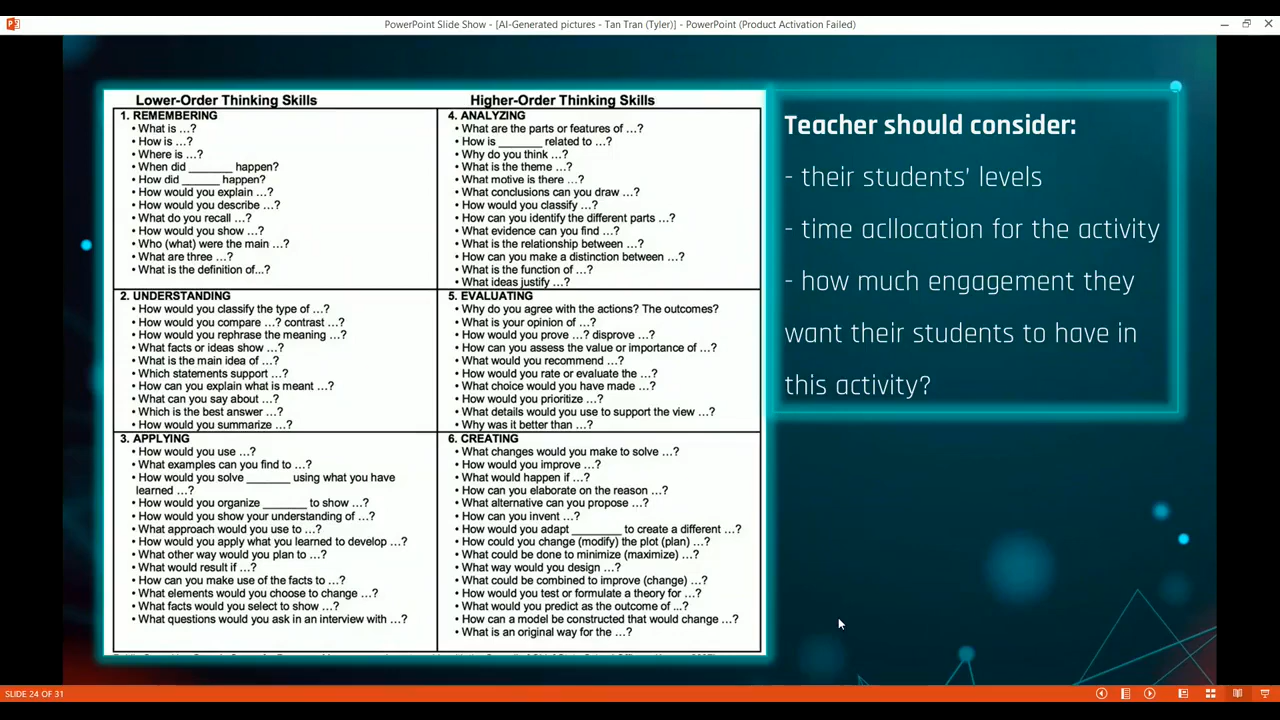 PowerPoint Slide Show - [AI-Generated pictures - Tan Tran (Tyler)] - PowerPoint (Product Activation Failed)
Lower-Order Thinking Skills
Higher-Order Thinking Skills
1. REMEMBERING
• What is …?
• How is …?
• Where is …?
• When did _______ happen?
• How did ______ happen?
• How would you explain …?
• How would you describe …?
• What do you recall …?
• How would you show …?
• Who (what) were the main …?
• What are three …?
• What is the definition of...?
2. UNDERSTANDING
• How would you classify the type of …?
• How would you compare …? contrast …?
• How would you rephrase the meaning …?
• What facts or ideas show …?
• What is the main idea of …?
• Which statements support …?
• How can you explain what is meant …?
• What can you say about …?
• Which is the best answer …?
• How would you summarize …?
3. APPLYING
• How would you use …?
• What examples can you find to …?
• How would you solve _______ using what you have
learned …?
• How would you organize _______ to show …?
• How would you show your understanding of …?
• What approach would you use to …?
• How would you apply what you learned to develop …?
• What other way would you plan to …?
• What would result if …?
• How can you make use of the facts to …?
• What elements would you choose to change …?
• What facts would you select to show …?
• What questions would you ask in an interview with …?
4. ANALYZING
• What are the parts or features of …?
• How is _______ related to …?
• Why do you think …?
• What is the theme …?
• What motive is there …?
• What conclusions can you draw …?
• How would you classify …?
• How can you identify the different parts …?
• What evidence can you find …?
• What is the relationship between …?
• How can you make a distinction between …?
• What is the function of …?
• What ideas justify …?
5. EVALUATING
• Why do you agree with the actions? The outcomes?
• What is your opinion of …?
• How would you prove …? disprove …?
• How can you assess the value or importance of …?
• What would you recommend …?
• How would you rate or evaluate the …?
• What choice would you have made …?
• How would you prioritize …?
• What details would you use to support the view …?
• Why was it better than …?
6. CREATING
• What changes would you make to solve …?
• How would you improve …?
• What would happen if …?
• How can you elaborate on the reason …?
• What alternative can you propose …?
• How can you invent …?
• How would you adapt ________ to create a different …?
• How could you change (modify) the plot (plan) …?
• What could be done to minimize (maximize) …?
• What way would you design …?
• What could be combined to improve (change) …?
• How would you test or formulate a theory for …?
• What would you predict as the outcome of ...?
• How can a model be constructed that would change …?
• What is an original way for the …?
Teacher should consider:
- their students’ levels
- time acllocation for the activity
- how much engagement they
want their students to have in
this activity?
SLIDE 24 OF 31